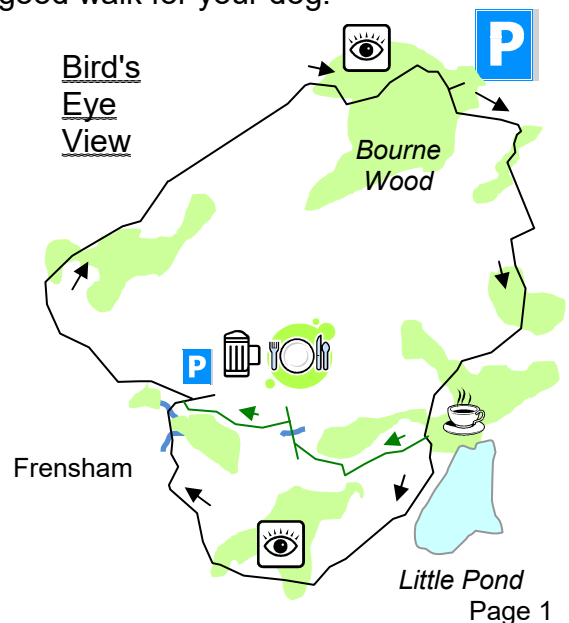 good walk for your dog.
P
Bird's
Eye
View
Bourne
Wood
P
Frensham
Little Pond
Page 1